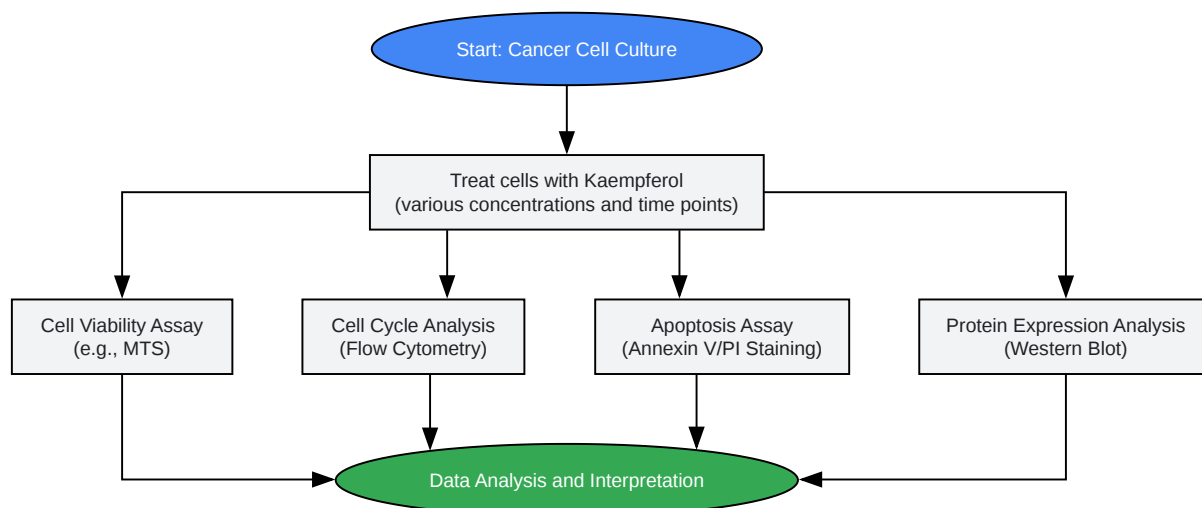 Start: Cancer Cell Culture
Treat cells with Kaempferol
(various concentrations and time points)
Cell Viability Assay
(e.g., MTS)
Cell Cycle Analysis
(Flow Cytometry)
Apoptosis Assay
(Annexin V/PI Staining)
Protein Expression Analysis
(Western Blot)
Data Analysis and Interpretation